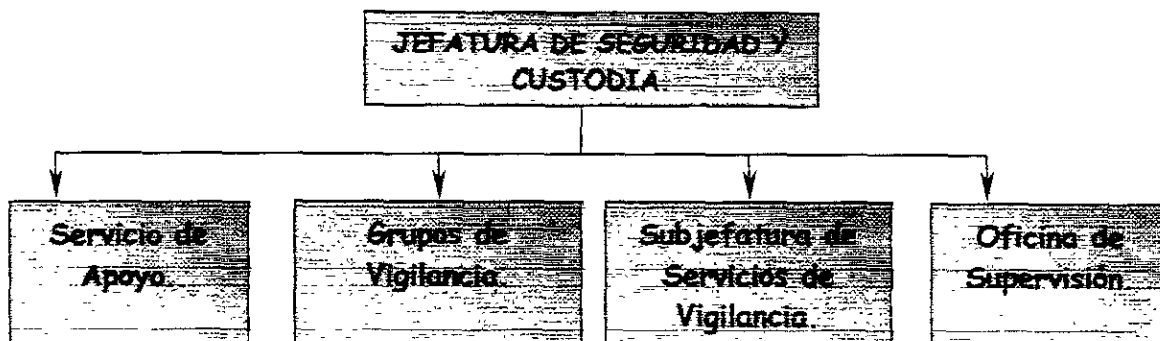 JEFATURA DE SEGURIDAD Y
CUSTODIA.
Servicio de
Apoyo.
Grupos de
Vigilancia.
Subjefatura de
Servicios de
Vigilancia.
Oficina de
Supervisión